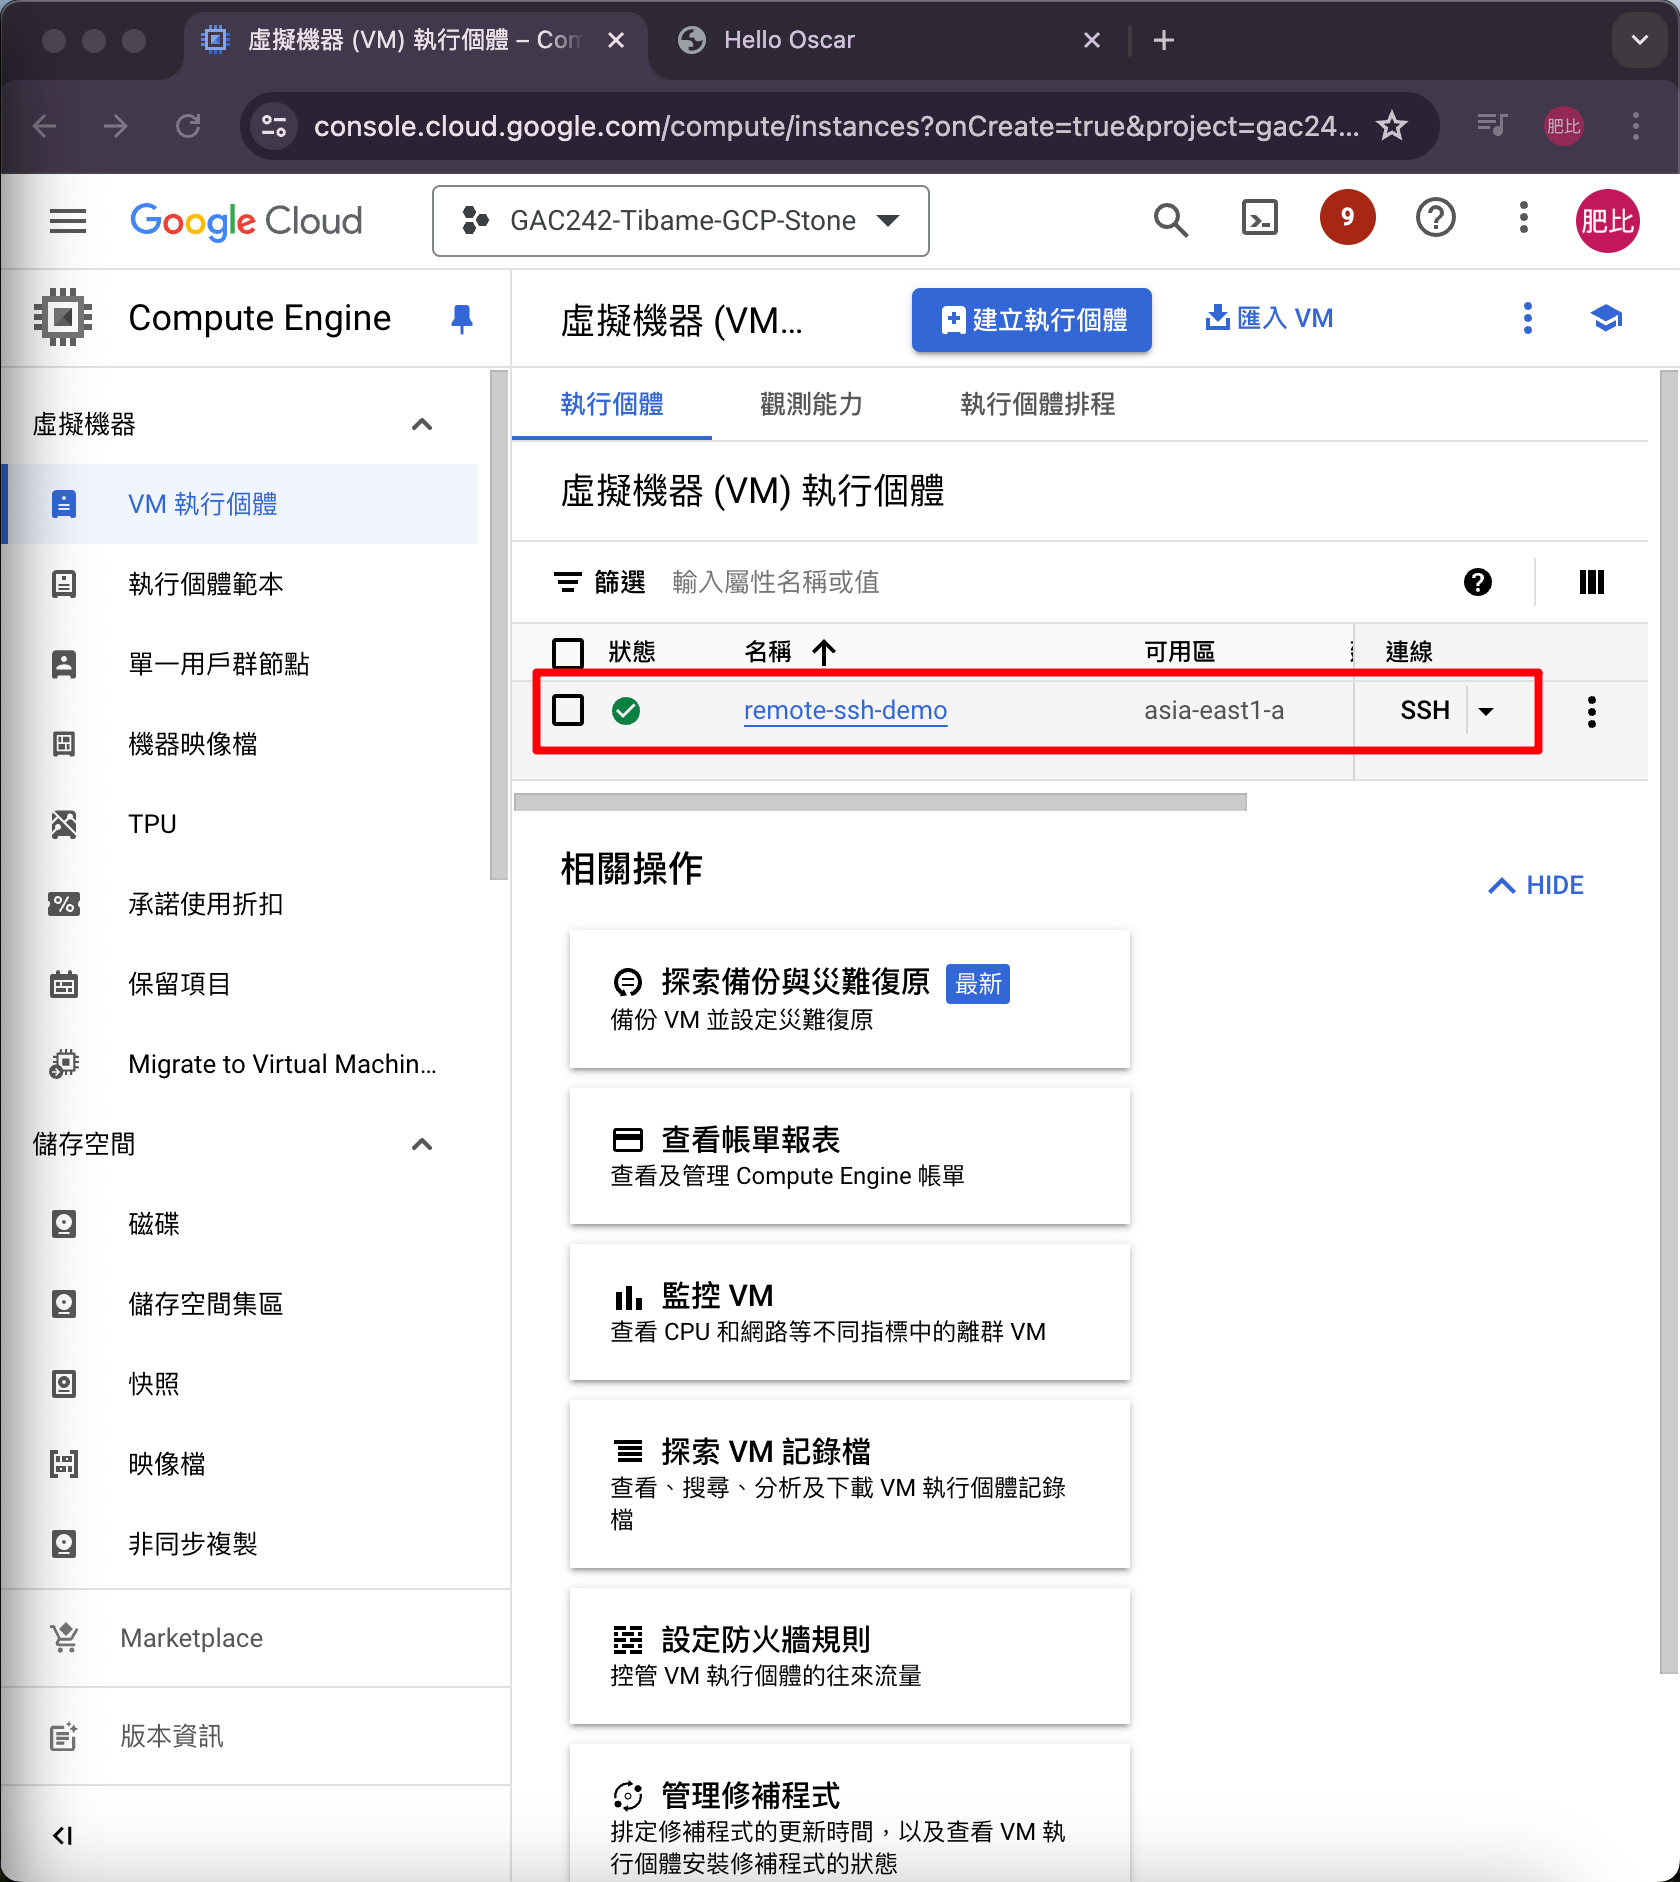 虛擬機器 (VM) 執行個體 – Com
Hello Oscar
console.cloud.google.com/compute/instances?onCreate=true&project=gac24...
肥比
Google Cloud
GAC242-Tibame-GCP-Stone
9
肥比
Compute Engine
虛擬機器 (VM...
建立執行個體
匯入 VM
虛擬機器
VM 執行個體
執行個體範本
單一用戶群節點
機器映像檔
TPU
承諾使用折扣
保留項目
Migrate to Virtual Machin...
儲存空間
磁碟
儲存空間集區
快照
映像檔
非同步複製
Marketplace
版本資訊
執行個體
觀測能力
執行個體排程
虛擬機器 (VM) 執行個體
篩選
輸入屬性名稱或值
狀態
名稱
可用區
連線
remote-ssh-demo
asia-east1-a
SSH
相關操作
HIDE
探索備份與災難復原
最新
備份 VM 並設定災難復原
查看帳單報表
查看及管理 Compute Engine 帳單
監控 VM
查看 CPU 和網路等不同指標中的離群 VM
探索 VM 記錄檔
查看、搜尋、分析及下載 VM 執行個體記錄
檔
設定防火牆規則
控管 VM 執行個體的往來流量
管理修補程式
排定修補程式的更新時間，以及查看 VM 執
行個體安裝修補程式的狀態